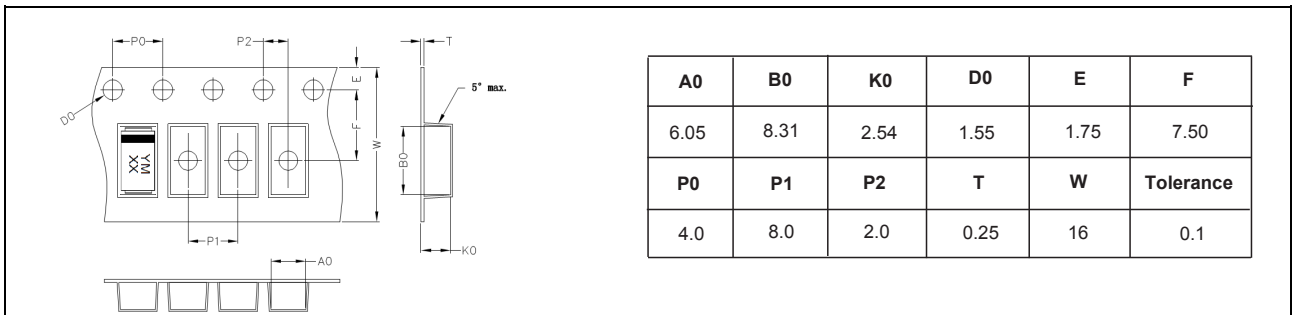 P0
P2
T
E
5° max.
D0
F
W
B0
YM
XX
P1
K0
A0
A0 B0 K0 D0 E F
6.05 8.31 2.54 1.55 1.75 7.50
P0 P1 P2 T W Tolerance
4.0 8.0 2.0 0.25 16 0.1